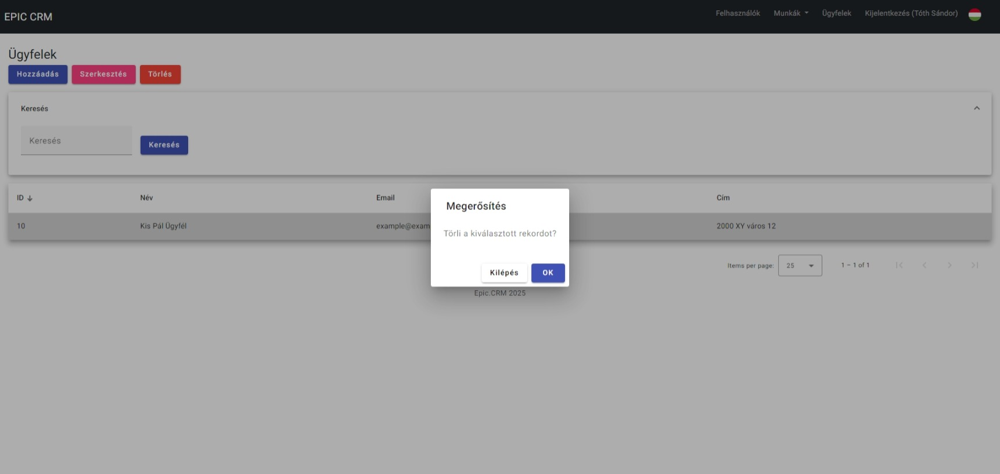 EPIC CRM
Felhasználók Munkák Ügyfelek Kijelentkezés (Tóth Sándor)
Ügyfelek
Hozzáadás Szerkesztés Törlés
Keresés
Keresés Keresés
ID Név Email Cím
10 Kis Pál Ügyfél example@exam 2000 XY város 12
Megerősítés
Törli a kiválasztott rekordot?
Kilépés OK
Items per page: 25 1 – 1 of 1
Epic.CRM 2025